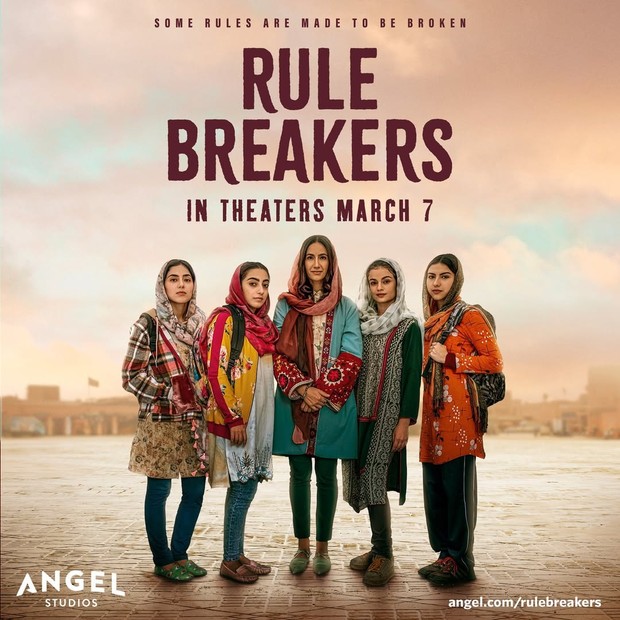 SOME RULES ARE MADE TO BE BROKEN
RULE
BREAKERS
IN THEATERS MARCH 7
ANGEL
STUDIOS
angel.com/rulebreakers